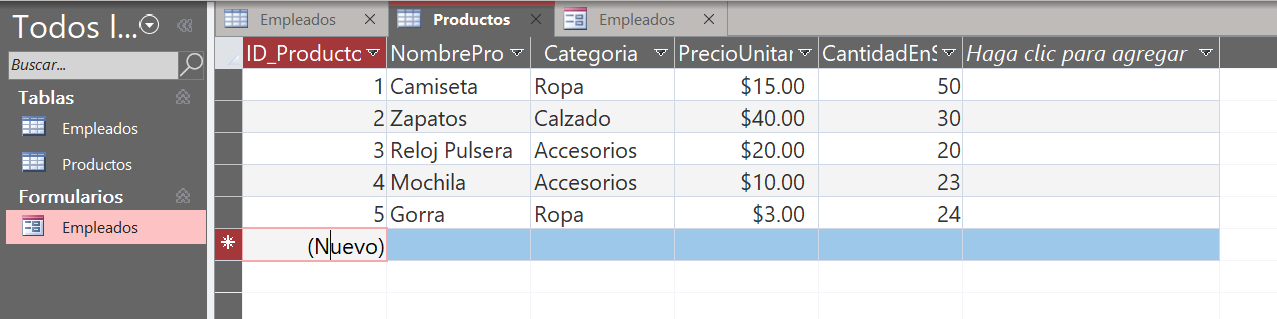 Todos l...
Buscar...
Tablas
Empleados
Productos
Formularios
Empleados
Empleados Productos Empleados
ID_Producto NombrePro Categoria PrecioUnitar CantidadEnS Haga clic para agregar
1 Camiseta Ropa $15.00 50
2 Zapatos Calzado $40.00 30
3 Reloj Pulsera Accesorios $20.00 20
4 Mochila Accesorios $10.00 23
5 Gorra Ropa $3.00 24
(Nuevo)